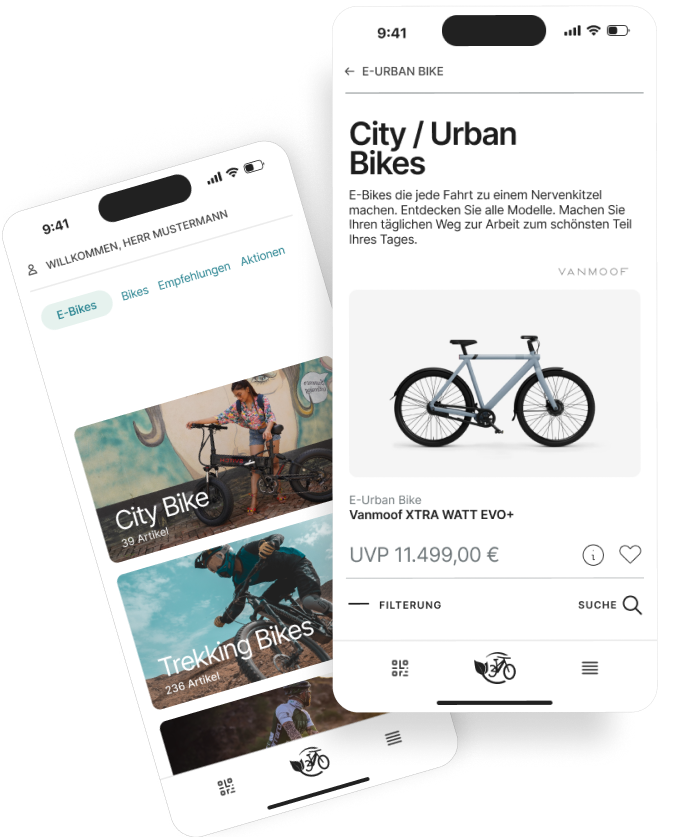 9:41
WILLKOMMEN, HERR MUSTERMANN
E-Bikes
Bikes
Empfehlungen
Aktionen
City Bike
39 Artikel
Trekking Bikes
236 Artikel
9:41
E-URBAN BIKE
City / Urban
Bikes
E-Bikes die jede Fahrt zu einem Nervenkitzel
machen. Entdecken Sie alle Modelle. Machen Sie
Ihren täglichen Weg zur Arbeit zum schönsten Teil
Ihres Tages.
VANMOOF
E-Urban Bike
Vanmoof XTRA WATT EVO+
UVP 11.499,00 €
FILTERUNG
SUCHE